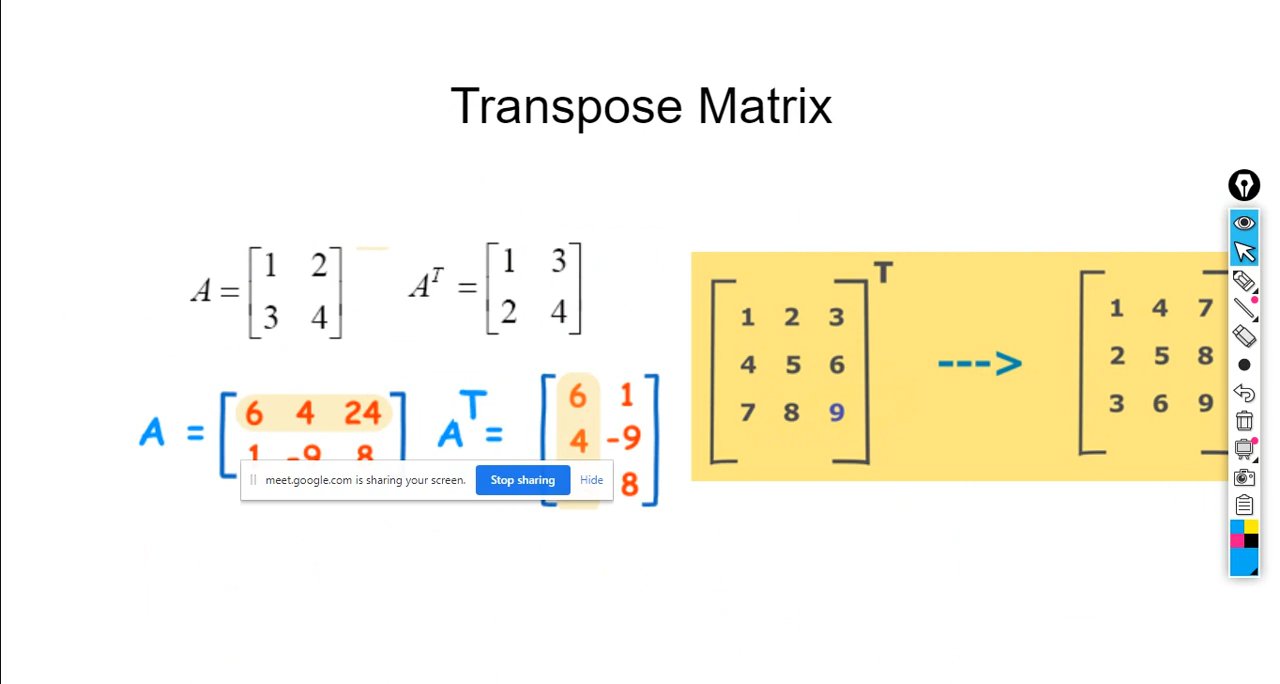 Transpose Matrix
A = [1 2
3 4]
A^T = [1 3
2 4]
A = [6 4 24
1 -9 8
A^T = [6 1
4 -9
8]
[1 2 3
4 5 6
7 8 9]^T
--->
[1 4 7
2 5 8
3 6 9
meet.google.com is sharing your screen. Stop sharing Hide